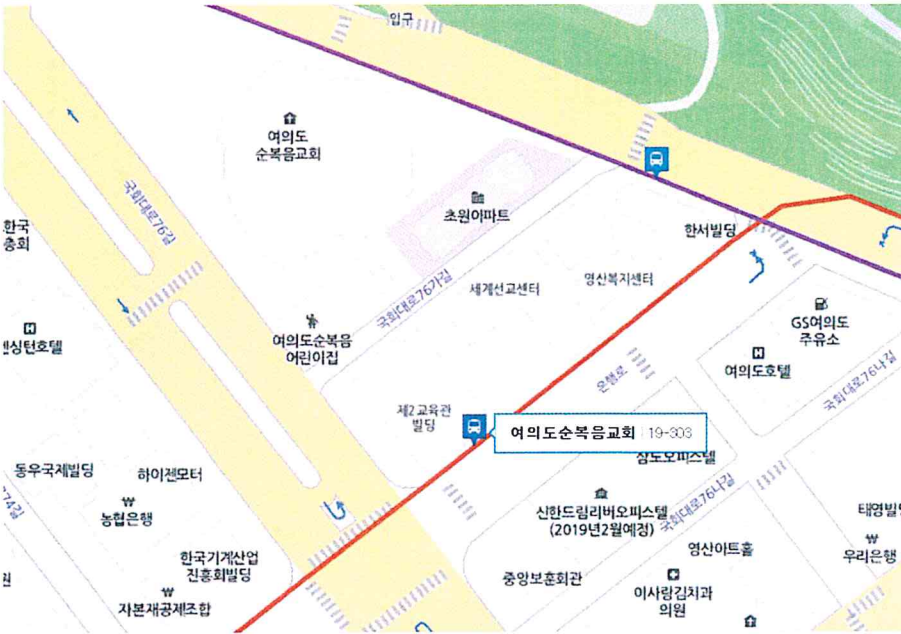 입구
여의도
순복음교회
국회대로76길
초원아파트
한서빌딩
한국
총회
세계선교센터
영산복지센터
국회대로76가길
GS여의도
주유소
여의도순복음
어린이집
여의도호텔
은행로
국회대로76나길
제2교육관
빌딩
여의도순복음교회 19-303
삼도오피스텔
동우국제빌딩
하이젠모터
농협은행
신한드림리버오피스텔
(2019년2월예정)
국회대로76나길
태영빌딩
영산아트홀
우리은행
한국기계산업
진흥회빌딩
중앙보훈회관
이사랑김치과
의원
자본재공제조합